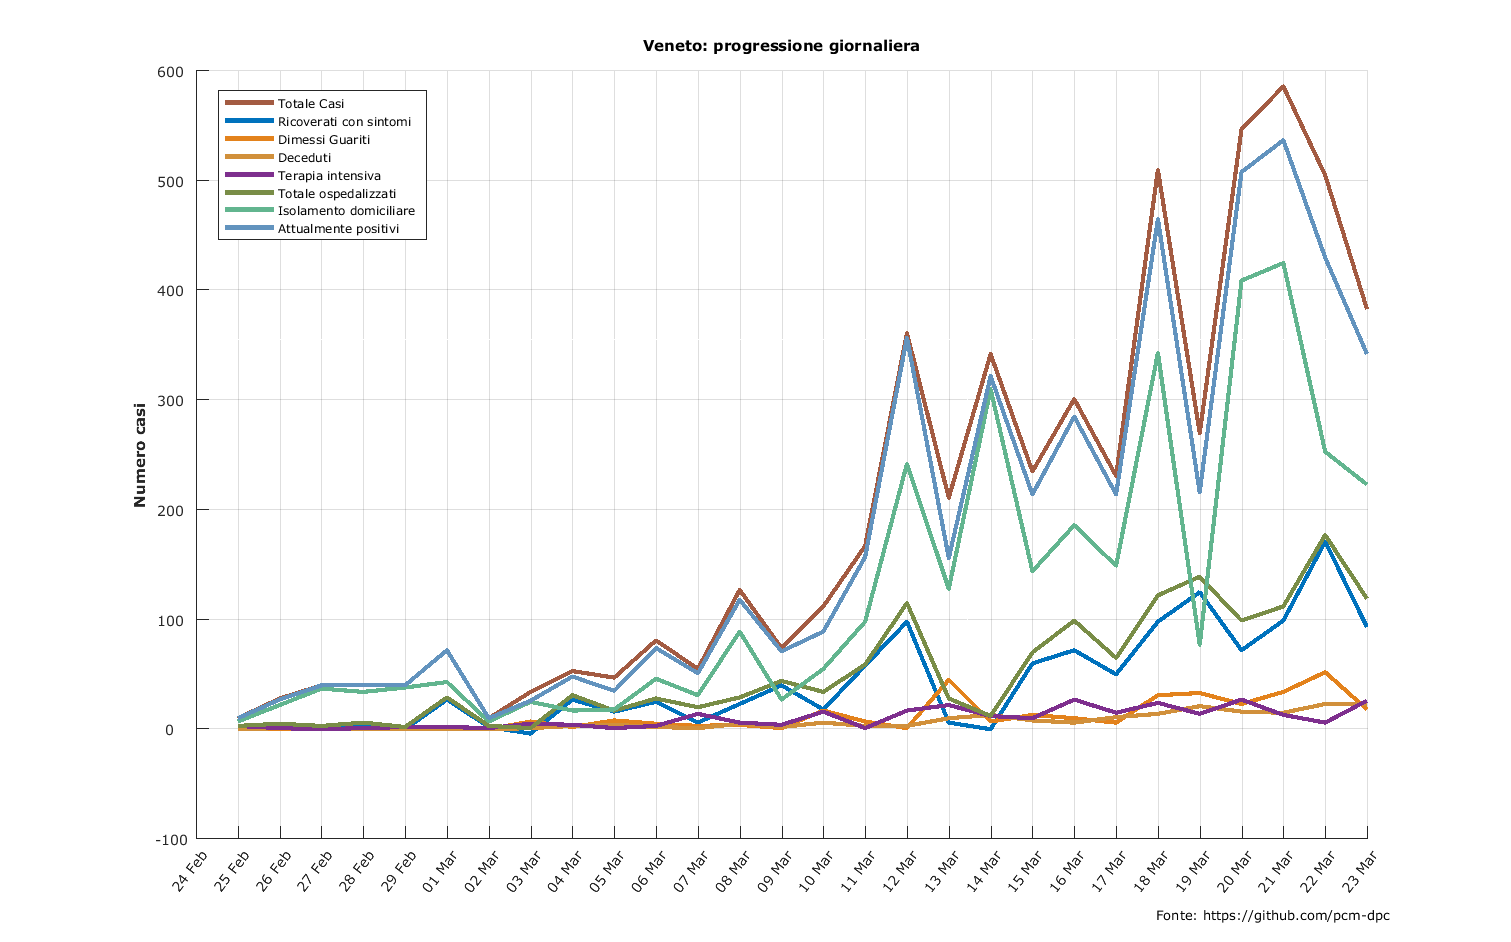 Veneto: progressione giornaliera
600
500
400
300
200
100
0
-100
Numero casi
Totale Casi
Ricoverati con sintomi
Dimessi Guariti
Deceduti
Terapia intensiva
Totale ospedalizzati
Isolamento domiciliare
Attualmente positivi
24 Feb
25 Feb
26 Feb
27 Feb
28 Feb
29 Feb
01 Mar
02 Mar
03 Mar
04 Mar
05 Mar
06 Mar
07 Mar
08 Mar
09 Mar
10 Mar
11 Mar
12 Mar
13 Mar
14 Mar
15 Mar
16 Mar
17 Mar
18 Mar
19 Mar
20 Mar
21 Mar
22 Mar
23 Mar
Fonte: https://github.com/pcm-dpc